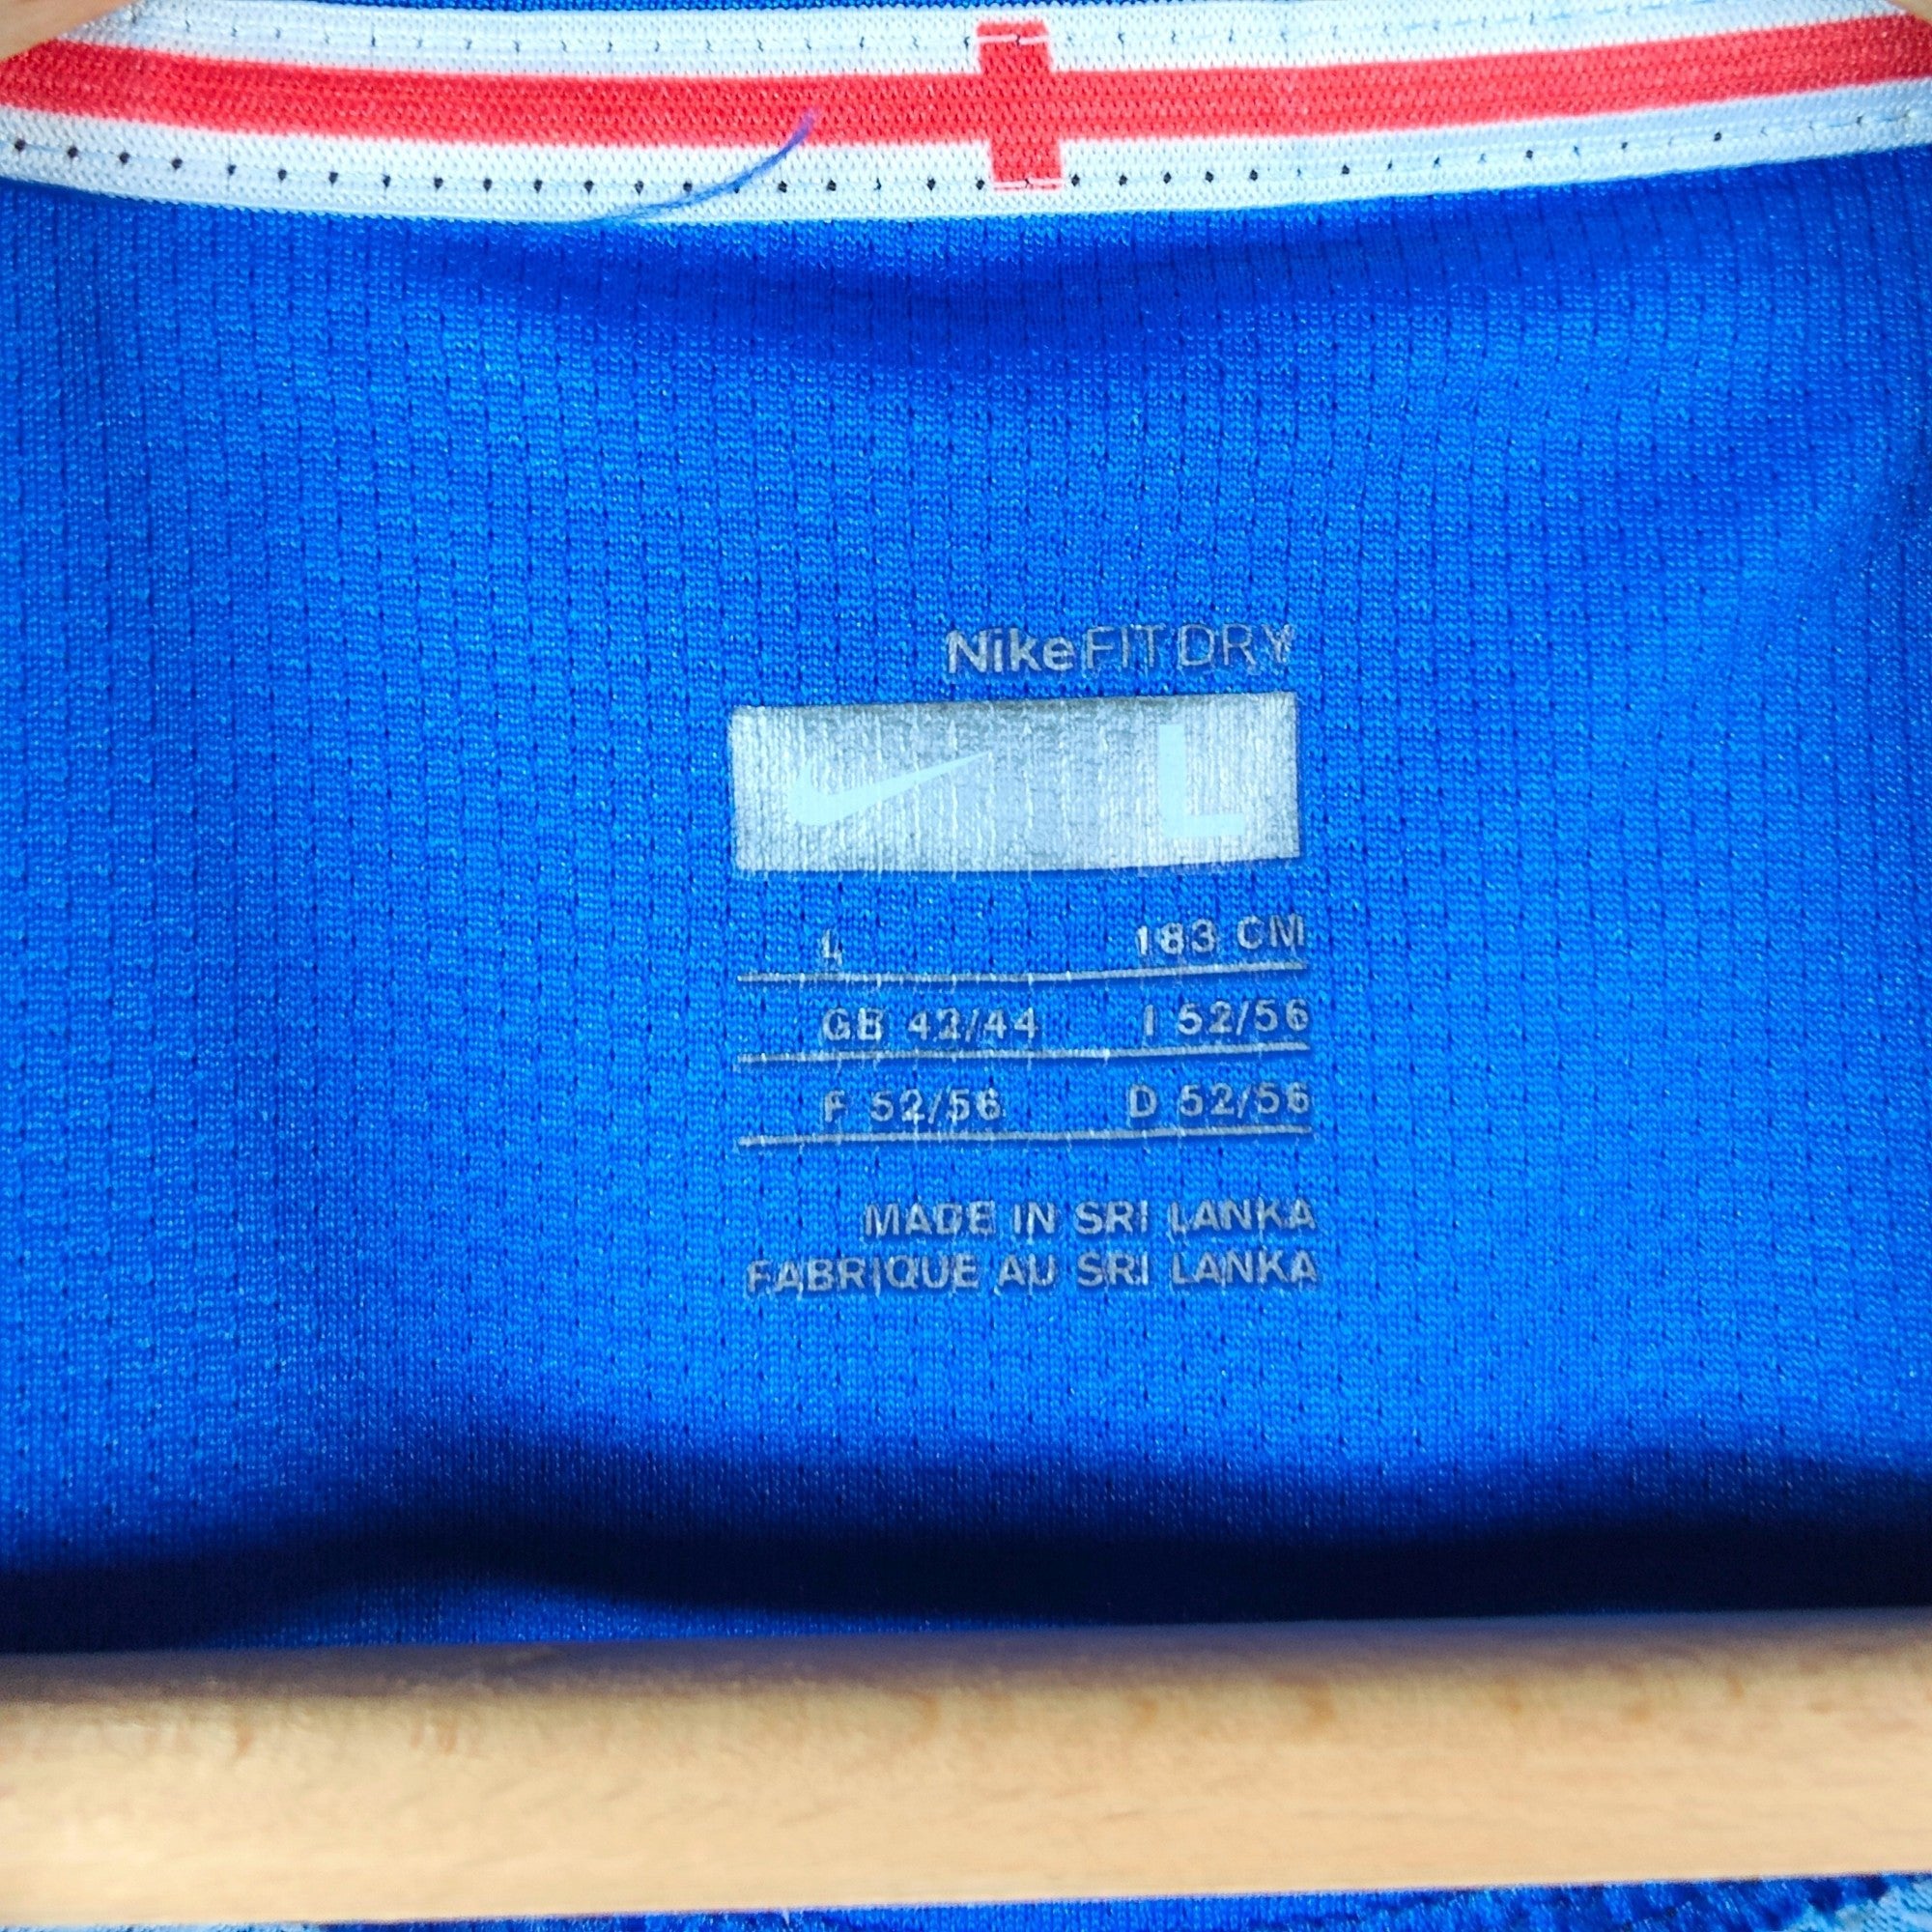 NikeFITDRY
L
L 183 CM
GB 42/44 I 52/56
F 52/56 D 52/56
MADE IN SRI LANKA
FABRIQUE AU SRI LANKA